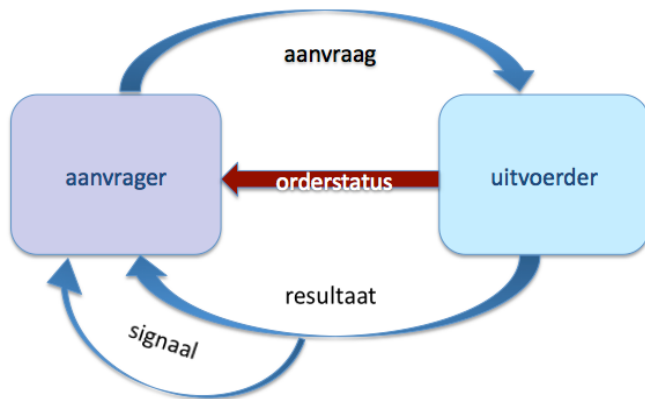 aanvraag
aanvrager
orderstatus
uitvoerder
resultaat
signaal